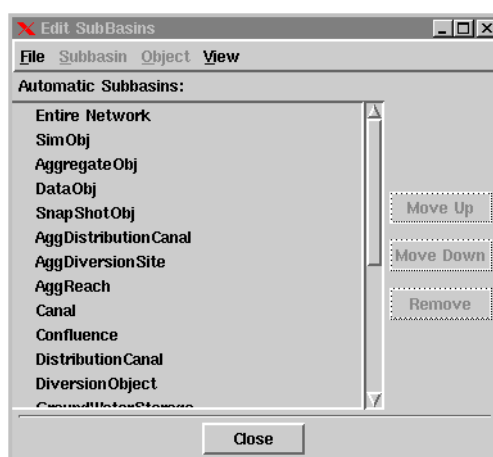 Edit SubBasins
File Subbasin Object View
Automatic Subbasins:
Entire Network
SimObj
AggregateObj
DataObj
SnapShotObj
AggDistributionCanal
AggDiversionSite
AggReach
Canal
Confluence
DistributionCanal
DiversionObject
GroundWaterStorage
Move Up
Move Down
Remove
Close